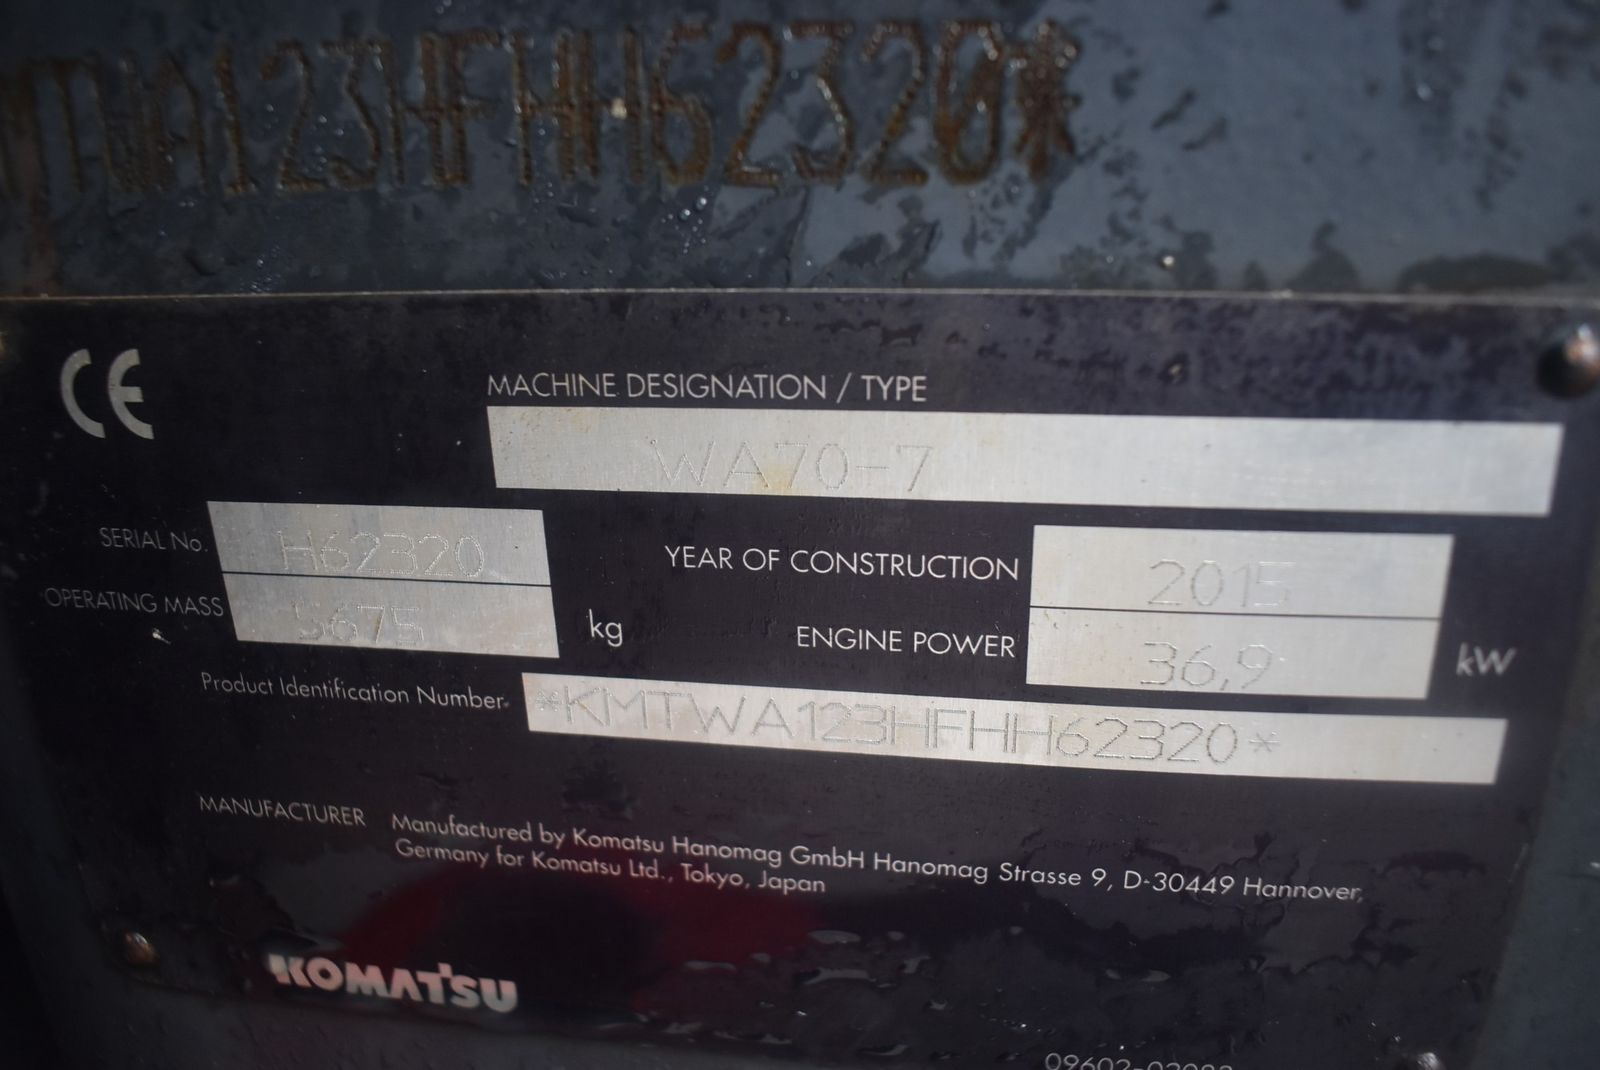 MTWA123HFHH62320*
CE
MACHINE DESIGNATION / TYPE
WA70-7
SERIAL No. H62320
YEAR OF CONSTRUCTION 2015
OPERATING MASS 5675 kg
ENGINE POWER 36,9 kW
Product Identification Number *KMTWA123HFHH62320*
MANUFACTURER Manufactured by Komatsu Hanomag GmbH Hanomag Strasse 9, D-30449 Hannover,
Germany for Komatsu Ltd., Tokyo, Japan
KOMATSU